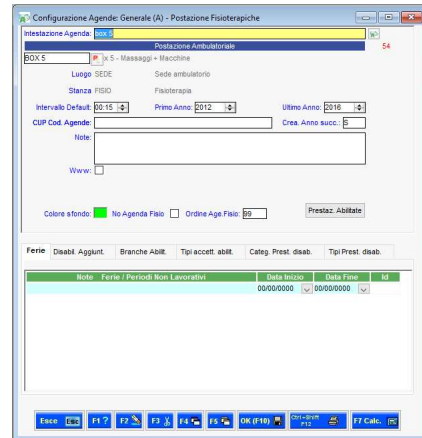 Configurazione Agende: Generale (A) - Postazione Fisioterapiche
Intestazione Agenda: box 5
Postazione Ambulatoriale 54
BOX 5 P x 5 - Massaggi + Macchine
Luogo SEDE Sede ambulatorio
Stanza FISIO Fisioterapia
Intervallo Default: 00:15 Primo Anno: 2012 Ultimo Anno: 2016
CUP Cod. Agende: Crea. Anno succ.: S
Note:
Www:
Colore sfondo: No Agenda Fisio Ordine Age.Fisio: 99 Prestaz. Abilitate
Ferie Disabil. Aggiunt. Branche Abilit. Tipi accett. abilit. Categ. Prest. disab. Tipi Prest. disab.
Note Ferie / Periodi Non Lavorativi Data Inizio Data Fine Id
00/00/0000 00/00/0000
Esce Esc F1 ? F2 F3 F4 F5 OK (F10) Ctrl-Shift F12 F7 Calc.